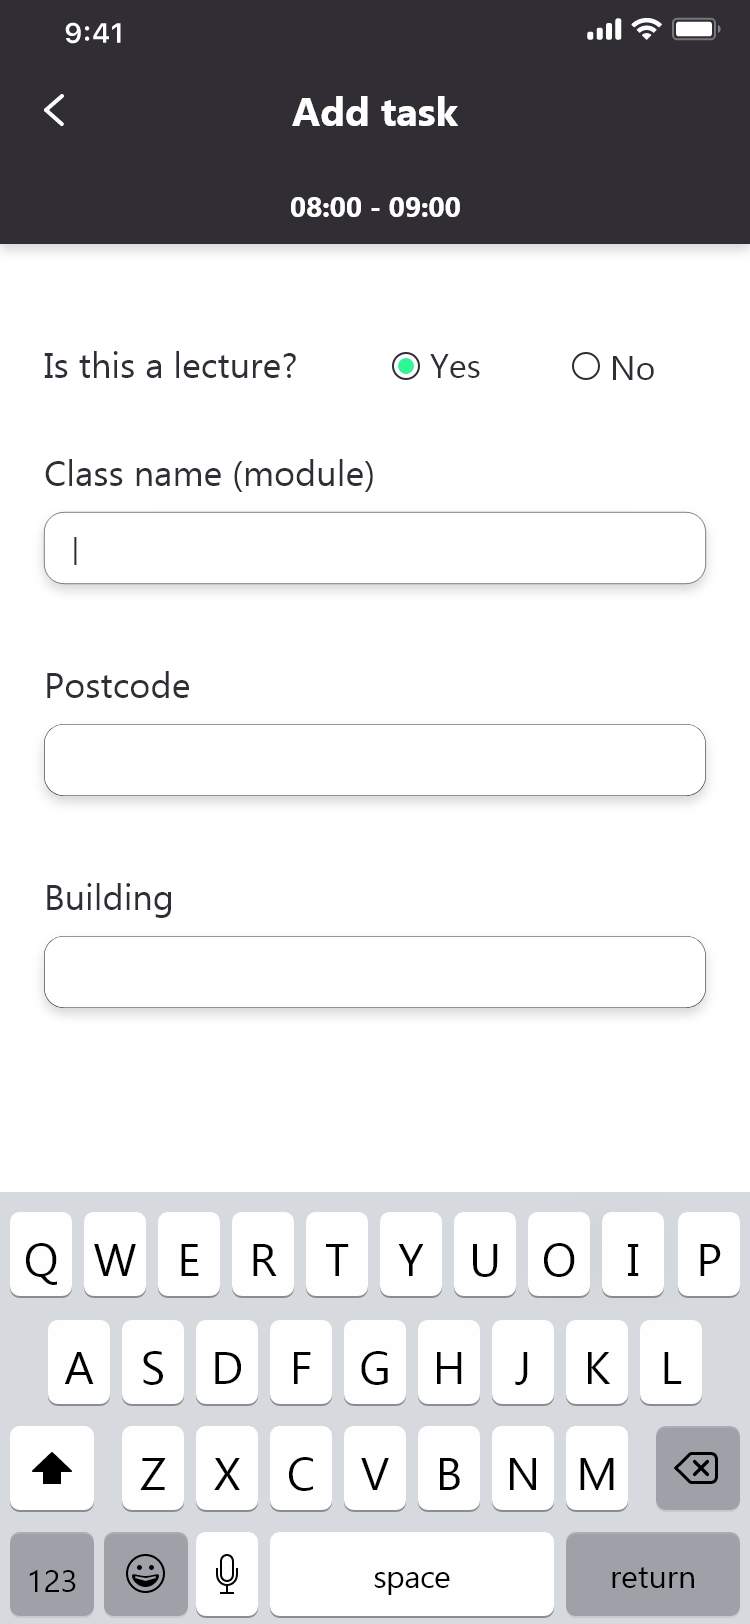 9:41
Add task
08:00 - 09:00
Is this a lecture? Yes No
Class name (module)
Postcode
Building
Q W E R T Y U O I P
A S D F G H J K L
Z X C V B N M
123 space return